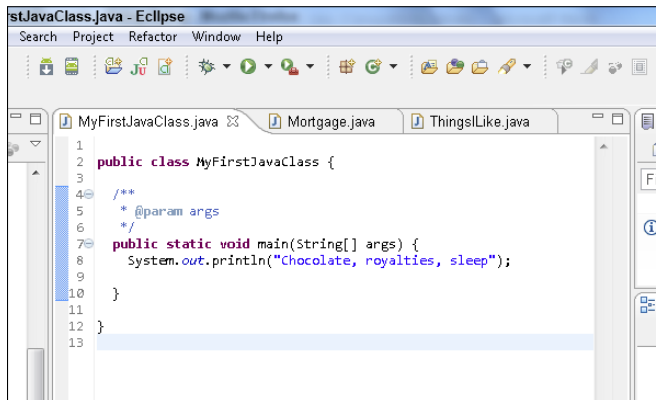 rstJavaClass.java - Eclipse
Search Project Refactor Window Help
MyFirstJavaClass.java Mortgage.java ThingsILike.java
1
2 public class MyFirstJavaClass {
3
4 /**
5 * @param args
6 */
7 public static void main(String[] args) {
8 System.out.println("Chocolate, royalties, sleep");
9
10 }
11
12 }
13
F